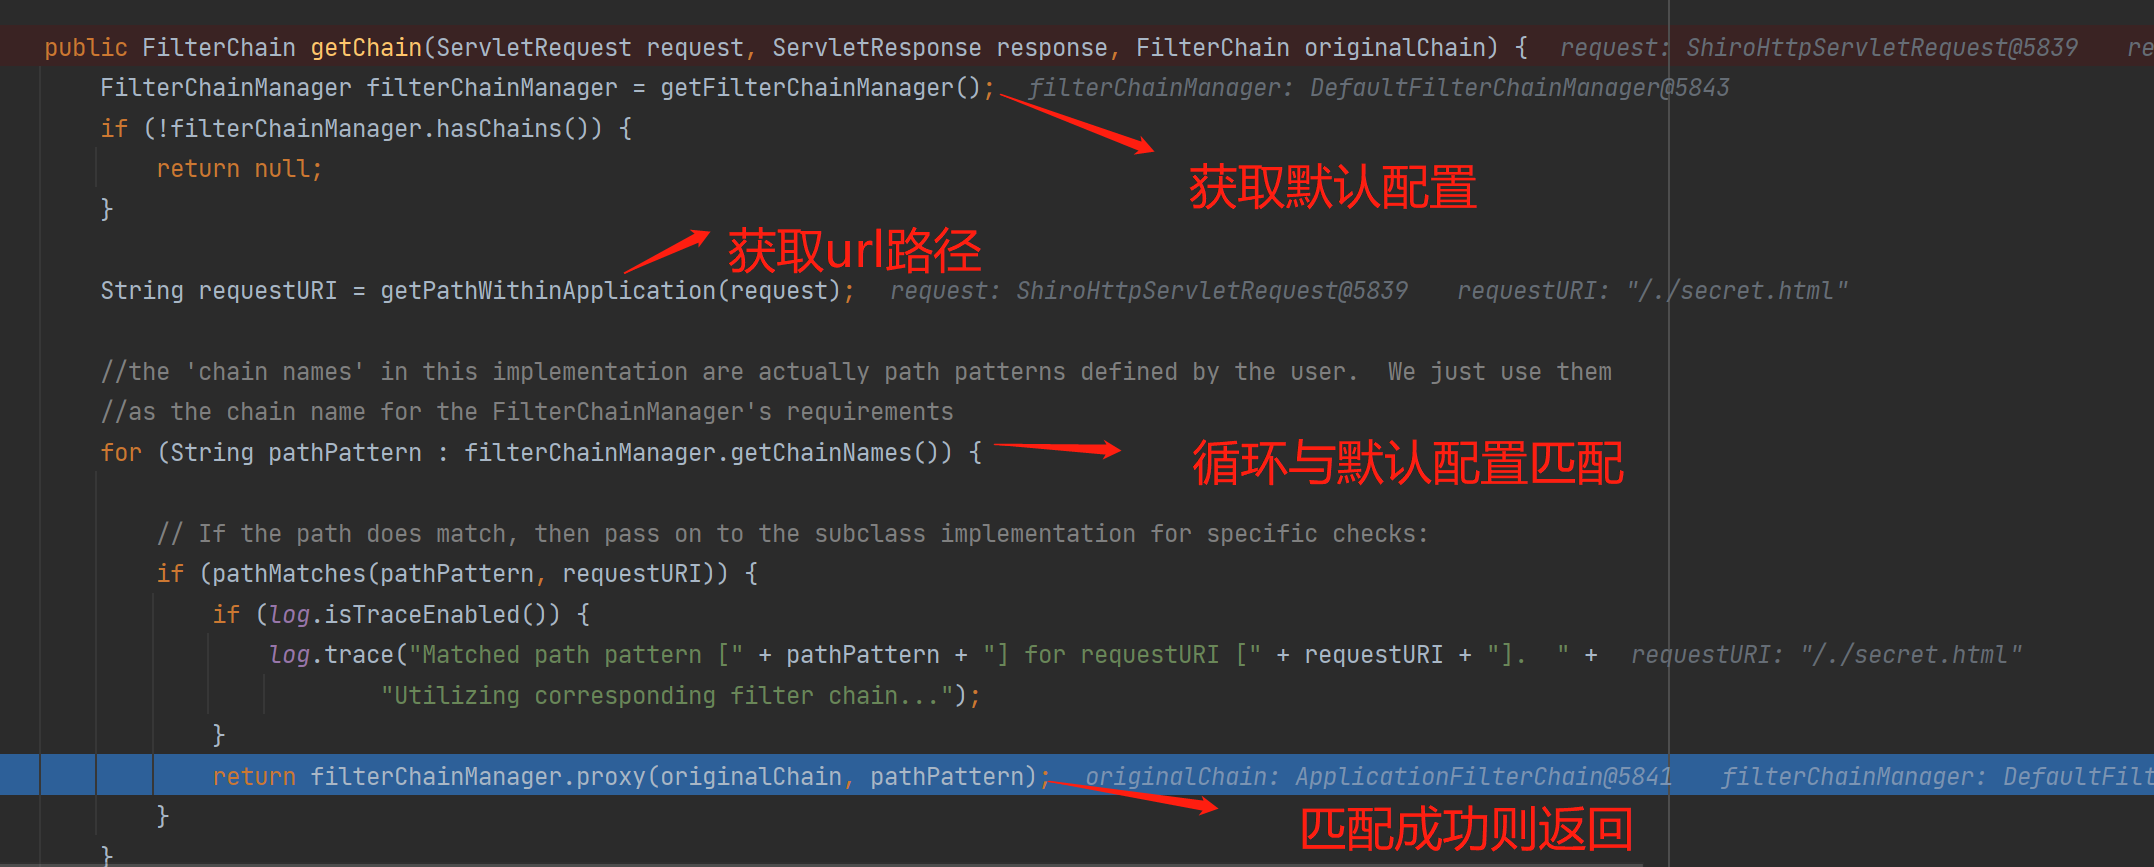 public FilterChain getChain(ServletRequest request, ServletResponse response, FilterChain originalChain) { request: ShiroHttpServletRequest@5839 re
FilterChainManager filterChainManager = getFilterChainManager(); filterChainManager: DefaultFilterChainManager@5843
if (!filterChainManager.hasChains()) {
return null;
获取默认配置
}
获取url路径
String requestURI = getPathWithinApplication(request); request: ShiroHttpServletRequest@5839 requestURI: "/./secret.html"
//the 'chain names' in this implementation are actually path patterns defined by the user.  We just use them
//as the chain name for the FilterChainManager's requirements
for (String pathPattern : filterChainManager.getChainNames()) {
循环与默认配置匹配
// If the path does match, then pass on to the subclass implementation for specific checks:
if (pathMatches(pathPattern, requestURI)) {
if (log.isTraceEnabled()) {
log.trace("Matched path pattern [" + pathPattern + "] for requestURI [" + requestURI + "].  " + requestURI: "/./secret.html"
"Utilizing corresponding filter chain...");
}
return filterChainManager.proxy(originalChain, pathPattern); originalChain: ApplicationFilterChain@5841 filterChainManager: DefaultFilt
}
匹配成功则返回
}